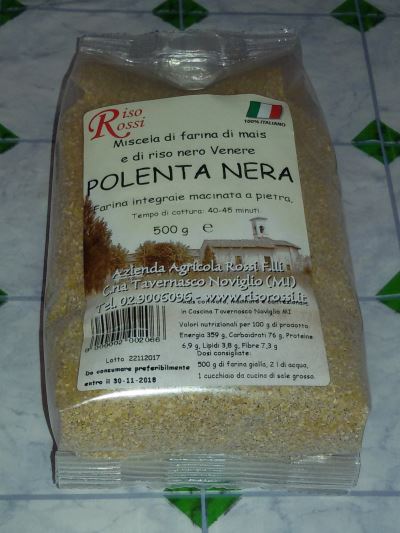 Riso
Rossi
100% ITALIANO
Miscela di farina di mais
e di riso nero Venere
POLENTA NERA
Farina integrale macinata a pietra.
Tempo di cottura: 40-45 minuti.
500 g e
Azienda Agricola Rossi F.lli
C.na Tavernasco Noviglio (MI)
Tel. 02.9006096 - www.risorossi.it
in Cascina Tavernasco Noviglio MI
Valori nutrizionali per 100 g di prodotto:
Energia 359 g, Carboidrati 76 g, Proteine
6,9 g, Lipidi 3,8 g, Fibre 7,3 g
Dosi consigliate:
500 g di farina gialla, 2 l di acqua,
1 cucchiaio da cucina di sale grosso.
Lotto 22112017
Da consumare preferibilmente
entro il 30-11-2018